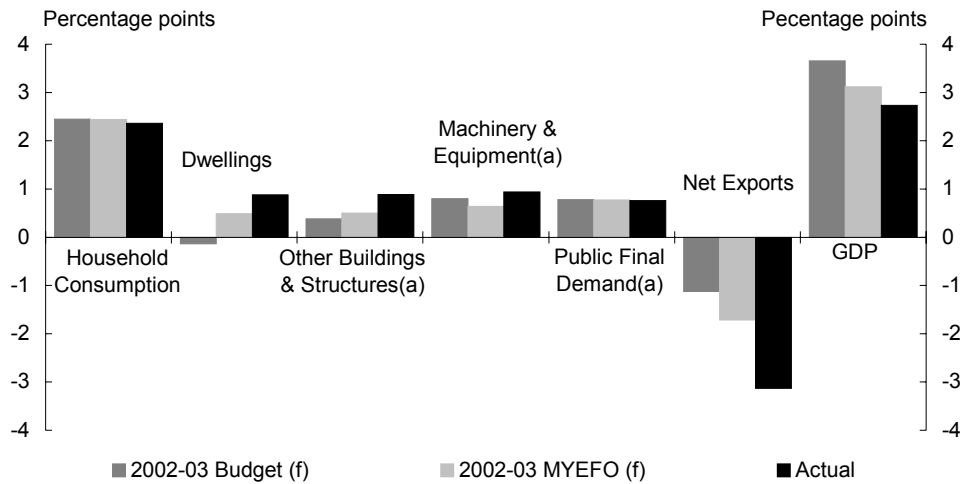 Percentage points
Pecentage points
4
3
2
1
0
-1
-2
-3
-4
4
3
2
1
0
-1
-2
-3
-4
Household
Consumption
Dwellings
Other Buildings
& Structures(a)
Machinery &
Equipment(a)
Public Final
Demand(a)
Net Exports
GDP
2002-03 Budget (f)
2002-03 MYEFO (f)
Actual